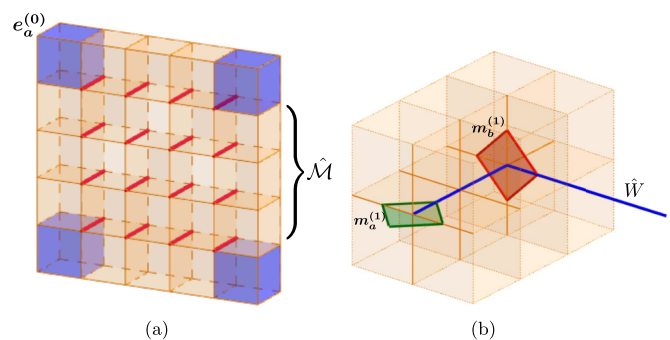 e_a^{(0)}
\hat{\mathcal{M}}
m_b^{(1)}
\hat{W}
m_a^{(1)}
(a)
(b)